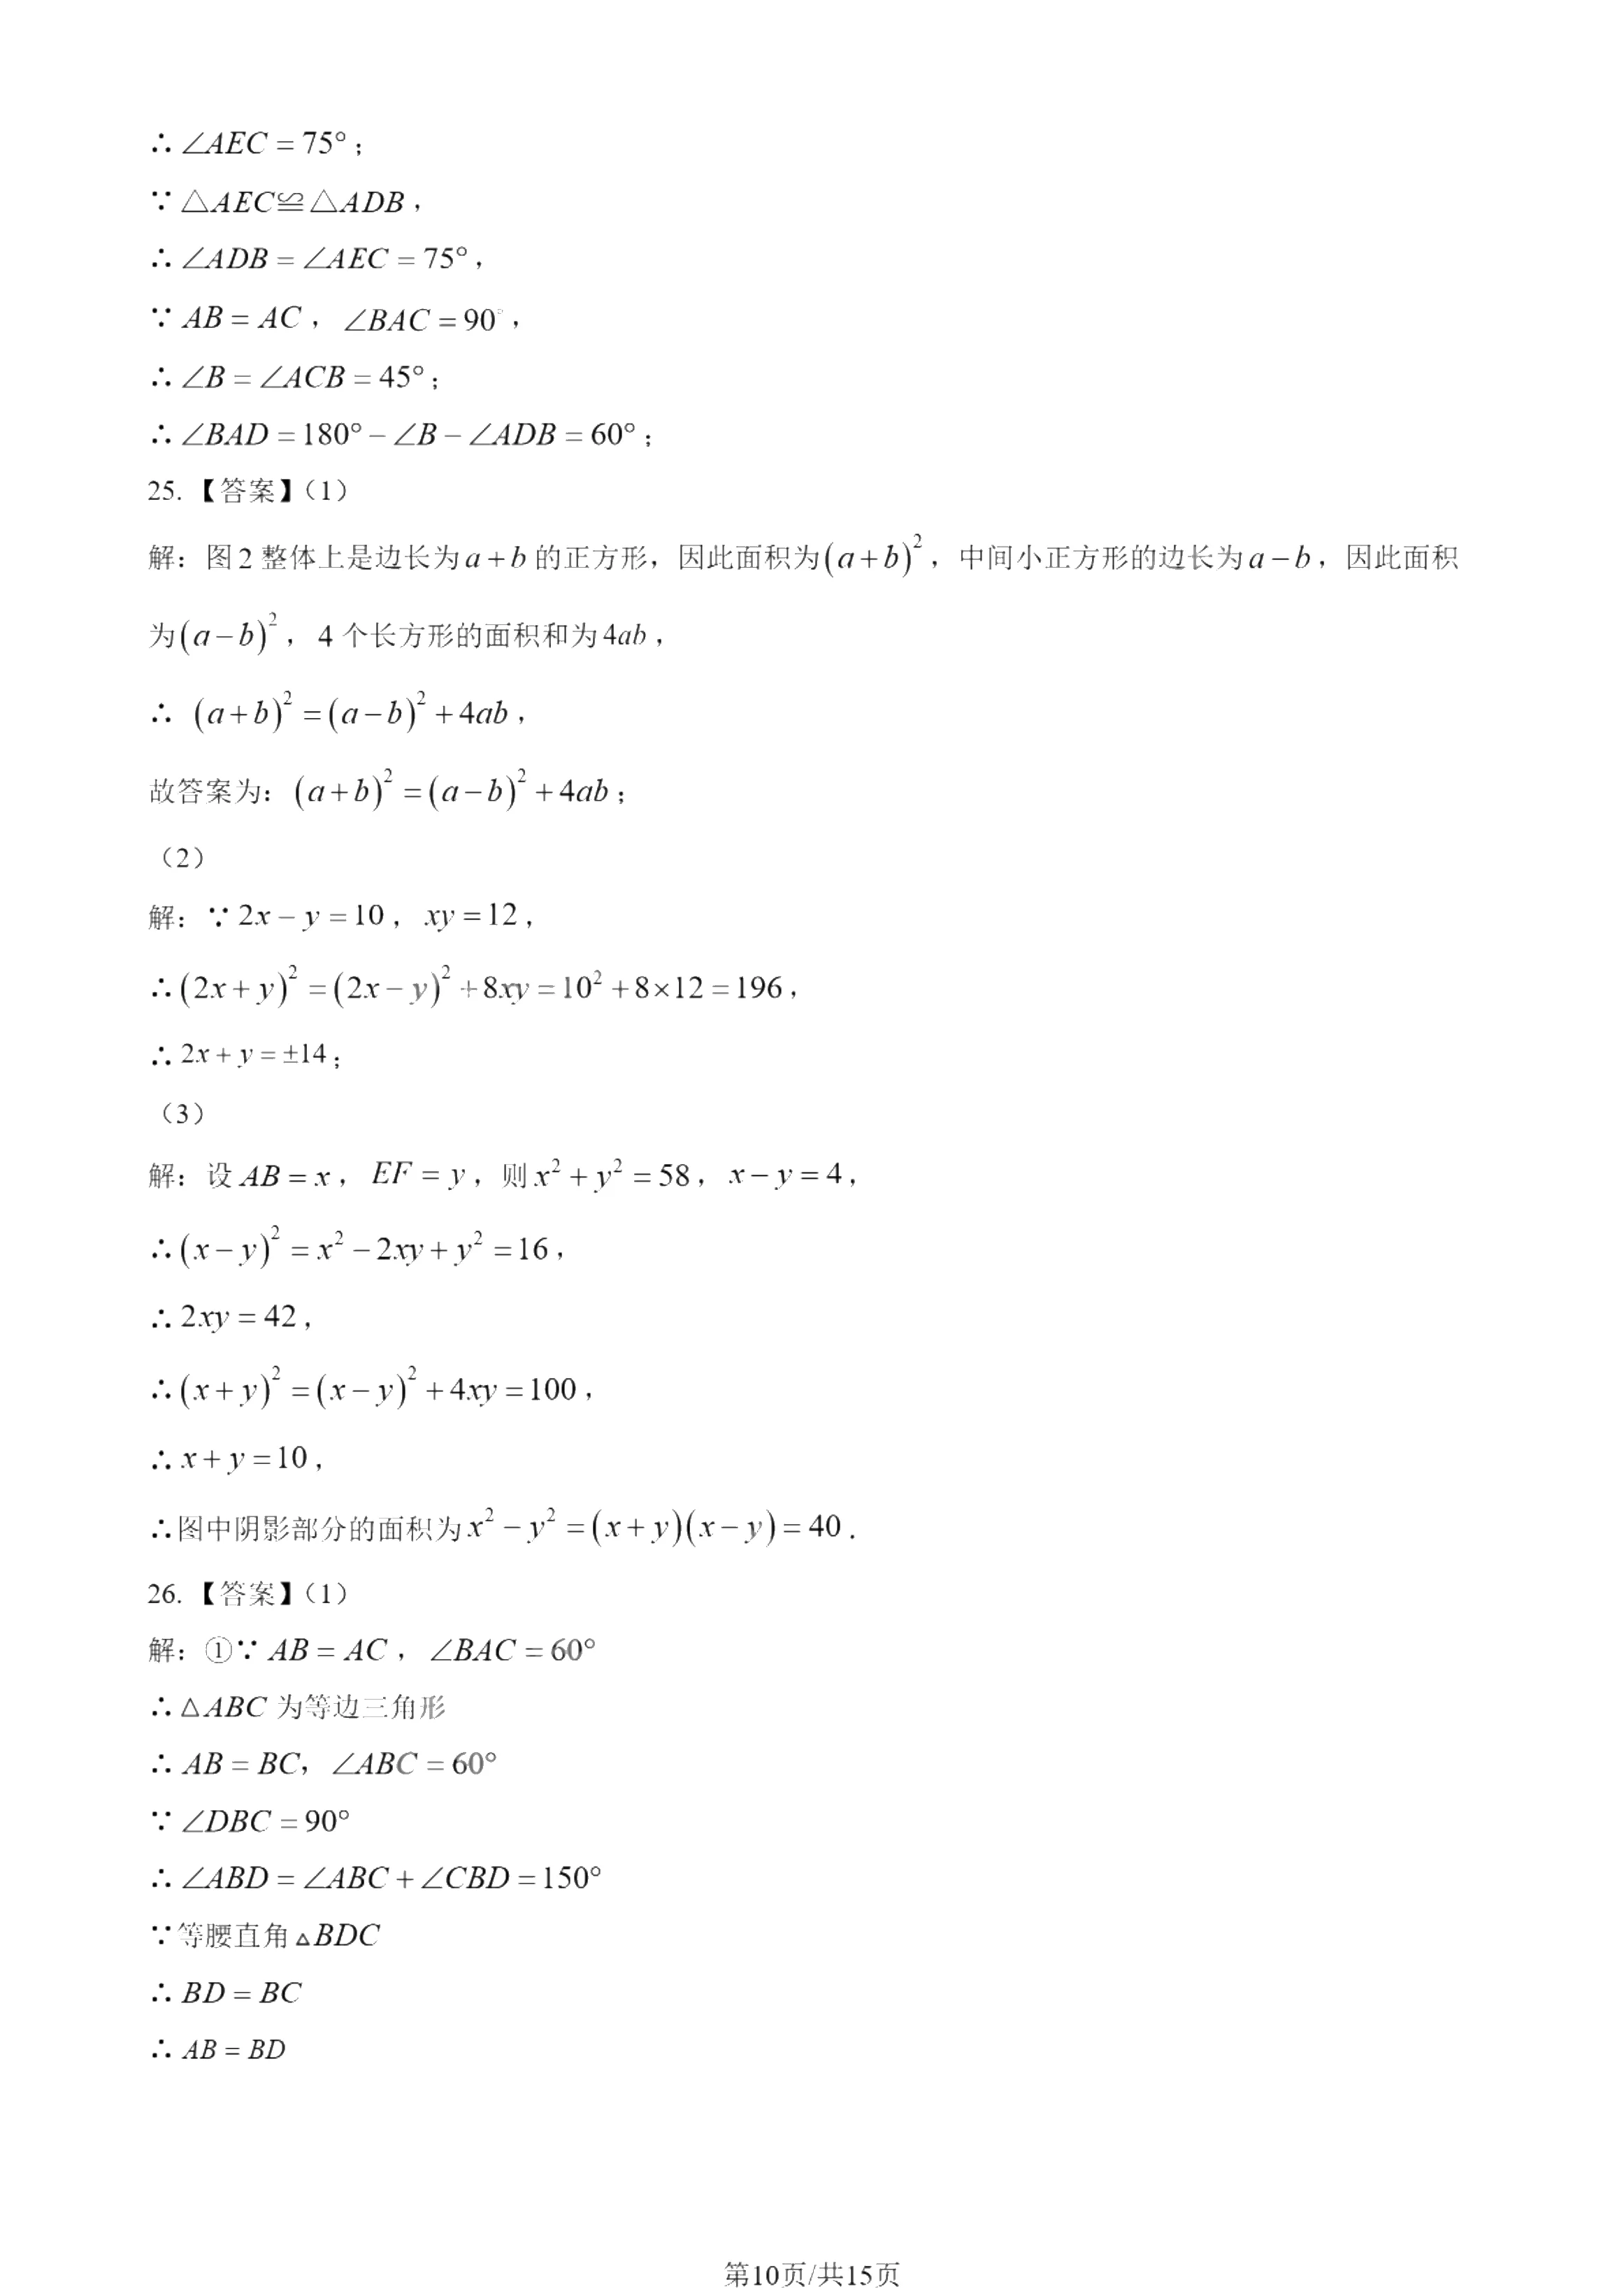 ∴ ∠AEC = 75°；
∵ △AEC≌△ADB，
∴ ∠ADB = ∠AEC = 75°，
∵ AB = AC，∠BAC = 90°，
∴ ∠B = ∠ACB = 45°；
∴ ∠BAD = 180° − ∠B − ∠ADB = 60°；
25. 【答案】（1）
解：图 2 整体上是边长为 a + b 的正方形，因此面积为 (a + b)²，中间小正方形的边长为 a − b，因此面积
为 (a − b)²，4 个长方形的面积和为 4ab，
∴ (a + b)² = (a − b)² + 4ab，
故答案为：(a + b)² = (a − b)² + 4ab；
（2）
解：∵ 2x − y = 10，xy = 12，
∴ (2x + y)² = (2x − y)² + 8xy = 10² + 8×12 = 196，
∴ 2x + y = ±14；
（3）
解：设 AB = x，EF = y，则 x² + y² = 58，x − y = 4，
∴ (x − y)² = x² − 2xy + y² = 16，
∴ 2xy = 42，
∴ (x + y)² = (x − y)² + 4xy = 100，
∴ x + y = 10，
∴图中阴影部分的面积为 x² − y² = (x + y)(x − y) = 40．
26. 【答案】（1）
解：①∵ AB = AC，∠BAC = 60°
∴ △ABC 为等边三角形
∴ AB = BC，∠ABC = 60°
∵ ∠DBC = 90°
∴ ∠ABD = ∠ABC + ∠CBD = 150°
∵等腰直角 △BDC
∴ BD = BC
∴ AB = BD
第10页/共15页